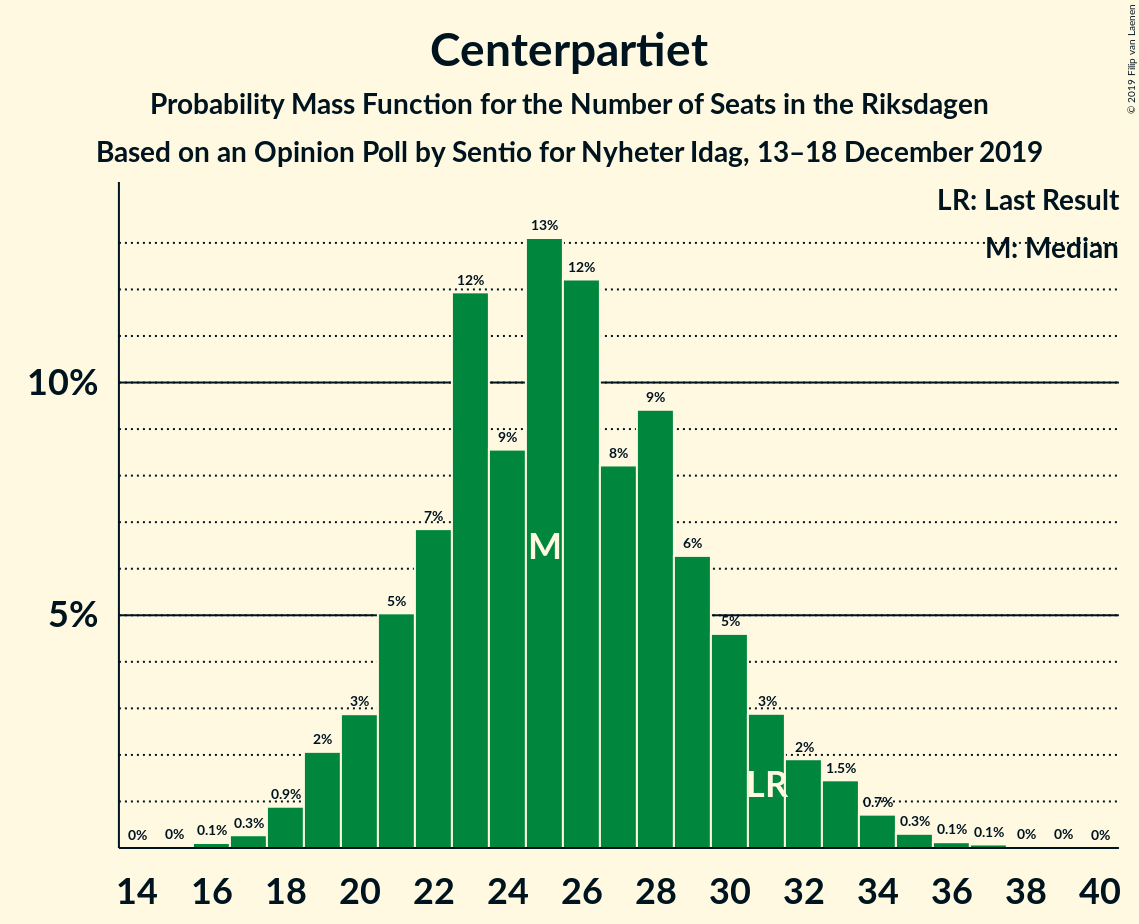 © 2019 Filip van Laenen
Centerpartiet
Probability Mass Function for the Number of Seats in the Riksdagen
Based on an Opinion Poll by Sentio for Nyheter Idag, 13–18 December 2019
LR: Last Result
M: Median
10%
5%
0% 0% 0.1% 0.3% 0.9% 2% 3% 5% 7% 12% 9% 13% 12% 8% 9% 6% 5% 3% 2% 1.5% 0.7% 0.3% 0.1% 0.1% 0% 0% 0%
M
LR
14 16 18 20 22 24 26 28 30 32 34 36 38 40